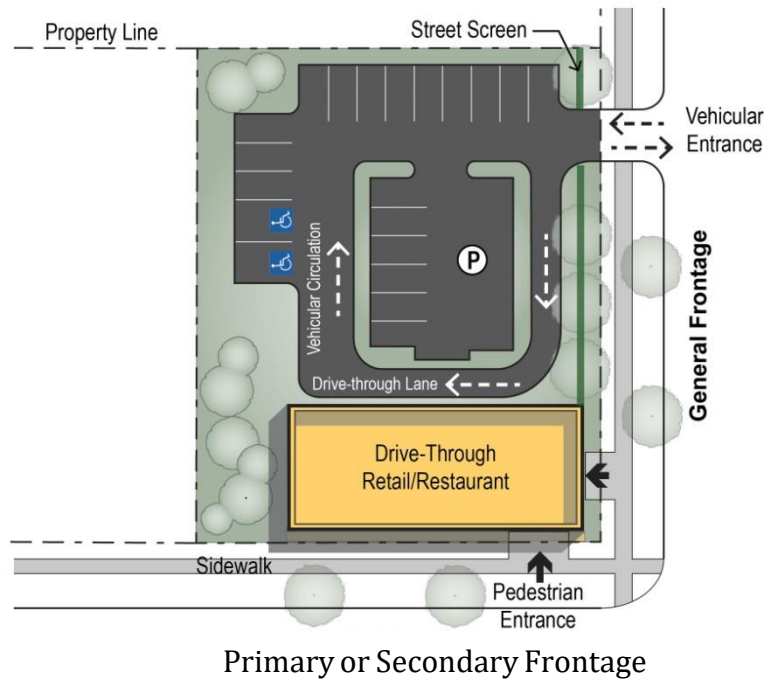 Property Line
Street Screen
Vehicular
Entrance
Vehicular Circulation
P
General Frontage
Drive-through Lane
Drive-Through
Retail/Restaurant
Sidewalk
Pedestrian
Entrance
Primary or Secondary Frontage